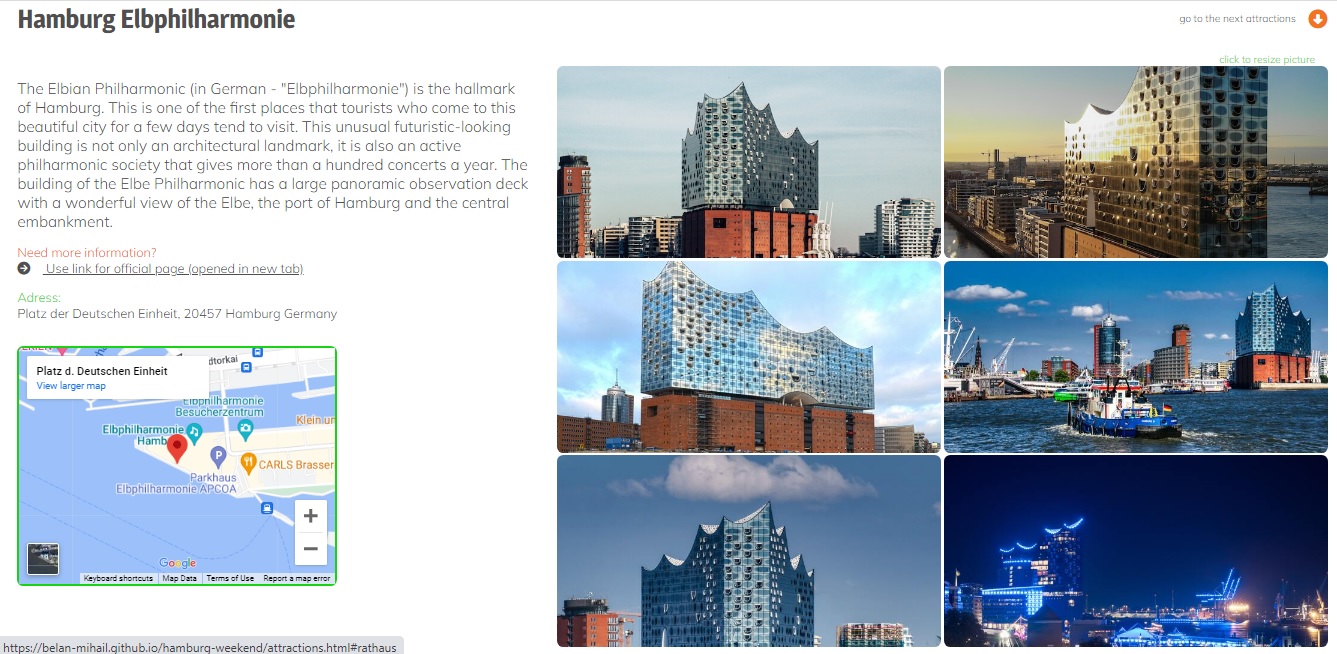 Hamburg Elbphilharmonie
go to the next attractions
click to resize picture
The Elbian Philharmonic (in German - "Elbphilharmonie") is the hallmark
of Hamburg. This is one of the first places that tourists who come to this
beautiful city for a few days tend to visit. This unusual futuristic-looking
building is not only an architectural landmark, it is also an active
philharmonic society that gives more than a hundred concerts a year. The
building of the Elbe Philharmonic has a large panoramic observation deck
with a wonderful view of the Elbe, the port of Hamburg and the central
embankment.
Need more information?
Use link for official page (opened in new tab)
Adress:
Platz der Deutschen Einheit, 20457 Hamburg Germany
dtorkai
Platz d. Deutschen Einheit
View larger map
Elbphilharmonie
Besucherzentrum
Klein un
Elbphilharmonie
Hamb
P
CARLS Brasser
Parkhaus
Elbphilharmonie APCOA
+
−
Google
Keyboard shortcuts
Map Data
Terms of Use
Report a map error
https://belan-mihail.github.io/hamburg-weekend/attractions.html#rathaus